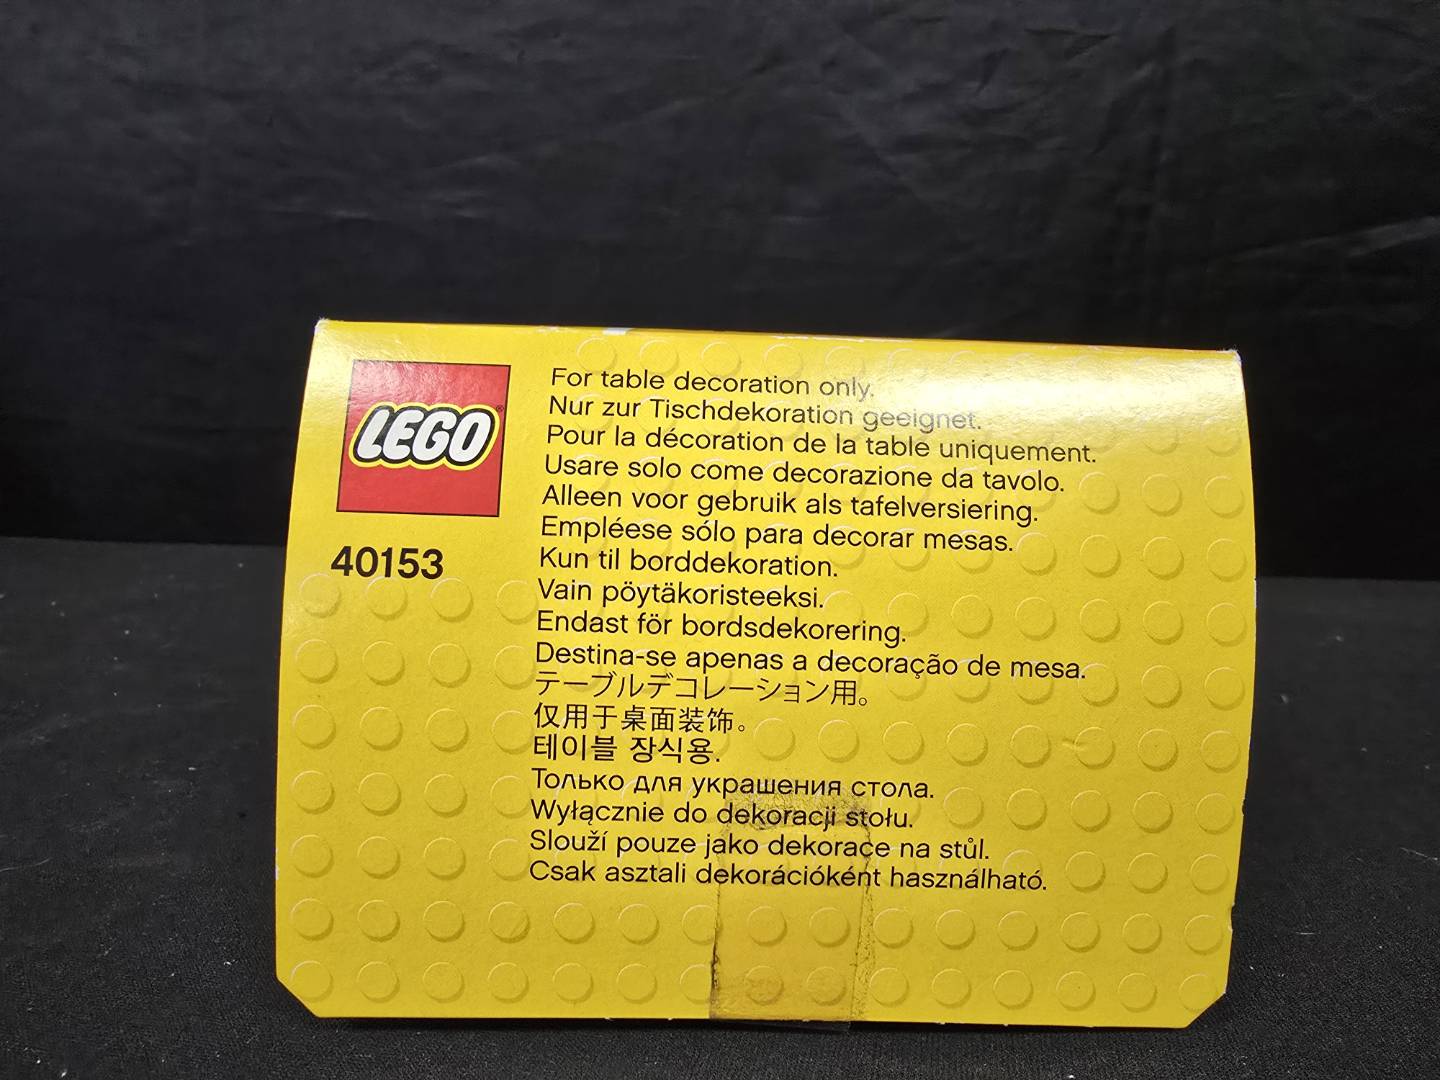 LEGO
40153
For table decoration only.
Nur zur Tischdekoration geeignet.
Pour la décoration de la table uniquement.
Usare solo come decorazione da tavolo.
Alleen voor gebruik als tafelversiering.
Empléese sólo para decorar mesas.
Kun til borddekoration.
Vain pöytäkoristeeksi.
Endast för bordsdekorering.
Destina-se apenas a decoração de mesa.
テーブルデコレーション用。
仅用于桌面装饰。
테이블 장식용.
Только для украшения стола.
Wyłącznie do dekoracji stołu.
Slouží pouze jako dekorace na stůl.
Csak asztali dekorációként használható.